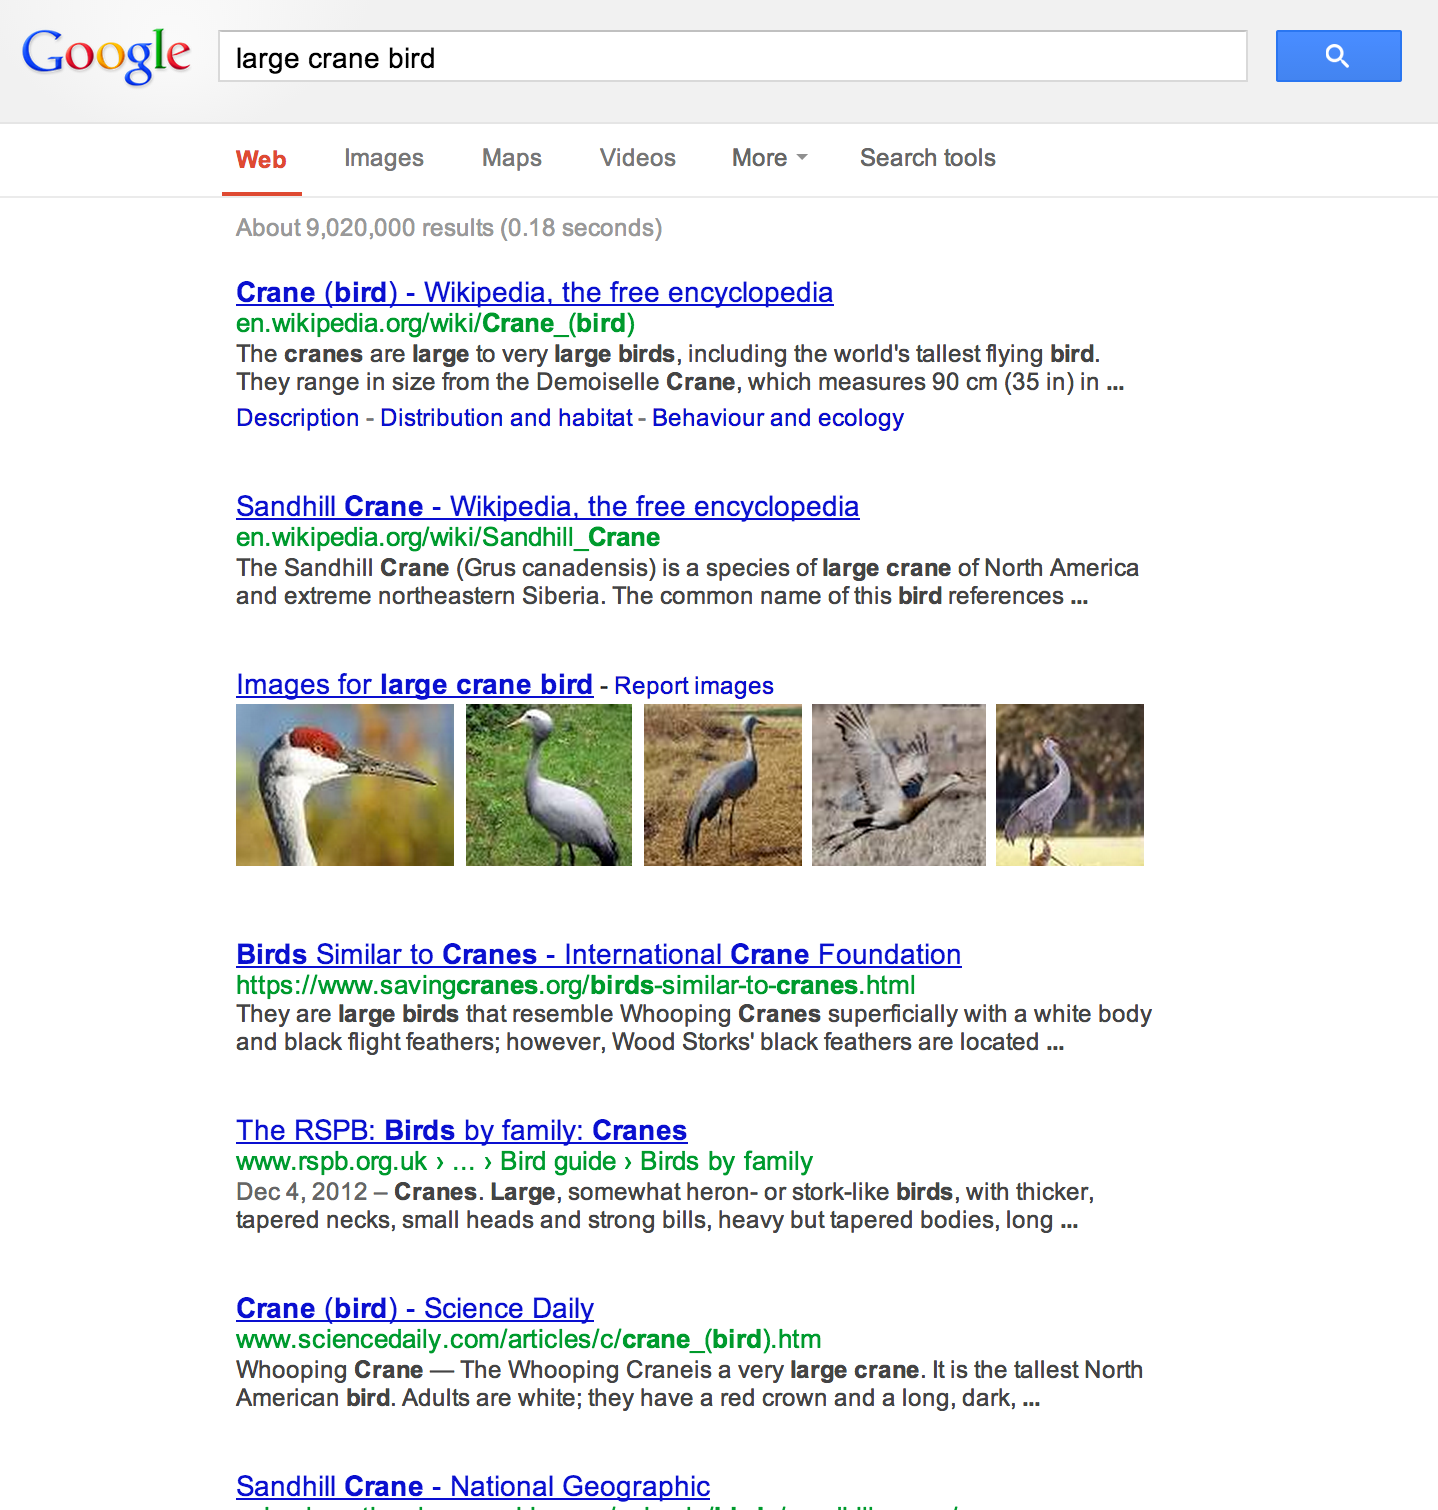 Google
large crane bird
Web Images Maps Videos More Search tools
About 9,020,000 results (0.18 seconds)
Crane (bird) - Wikipedia, the free encyclopedia
en.wikipedia.org/wiki/Crane_(bird)
The cranes are large to very large birds, including the world's tallest flying bird.
They range in size from the Demoiselle Crane, which measures 90 cm (35 in) in ...
Description - Distribution and habitat - Behaviour and ecology
Sandhill Crane - Wikipedia, the free encyclopedia
en.wikipedia.org/wiki/Sandhill_Crane
The Sandhill Crane (Grus canadensis) is a species of large crane of North America
and extreme northeastern Siberia. The common name of this bird references ...
Images for large crane bird - Report images
Birds Similar to Cranes - International Crane Foundation
https://www.savingcranes.org/birds-similar-to-cranes.html
They are large birds that resemble Whooping Cranes superficially with a white body
and black flight feathers; however, Wood Storks' black feathers are located ...
The RSPB: Birds by family: Cranes
www.rspb.org.uk › ... › Bird guide › Birds by family
Dec 4, 2012 – Cranes. Large, somewhat heron- or stork-like birds, with thicker,
tapered necks, small heads and strong bills, heavy but tapered bodies, long ...
Crane (bird) - Science Daily
www.sciencedaily.com/articles/c/crane_(bird).htm
Whooping Crane — The Whooping Craneis a very large crane. It is the tallest North
American bird. Adults are white; they have a red crown and a long, dark, ...
Sandhill Crane - National Geographic